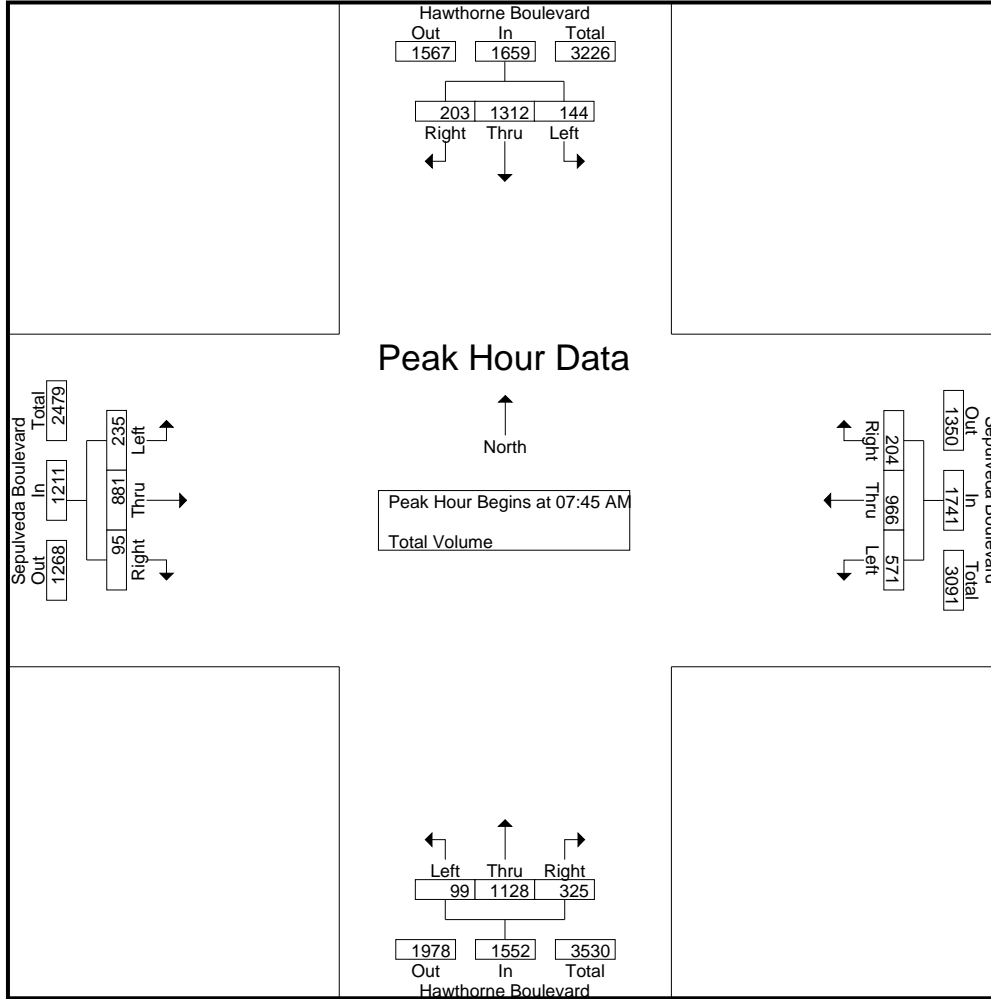 Hawthorne Boulevard
Out In Total
1567 1659 3226
203 1312 144
Right Thru Left
Peak Hour Data
North
Peak Hour Begins at 07:45 AM
Total Volume
Sepulveda Boulevard
Total In Out
2479 1211 1268
235 881 95
Left Thru Right
Sepulveda Boulevard
Out In Total
1350 1741 3091
204 966 571
Right Thru Left
Left Thru Right
99 1128 325
1978 1552 3530
Out In Total
Hawthorne Boulevard